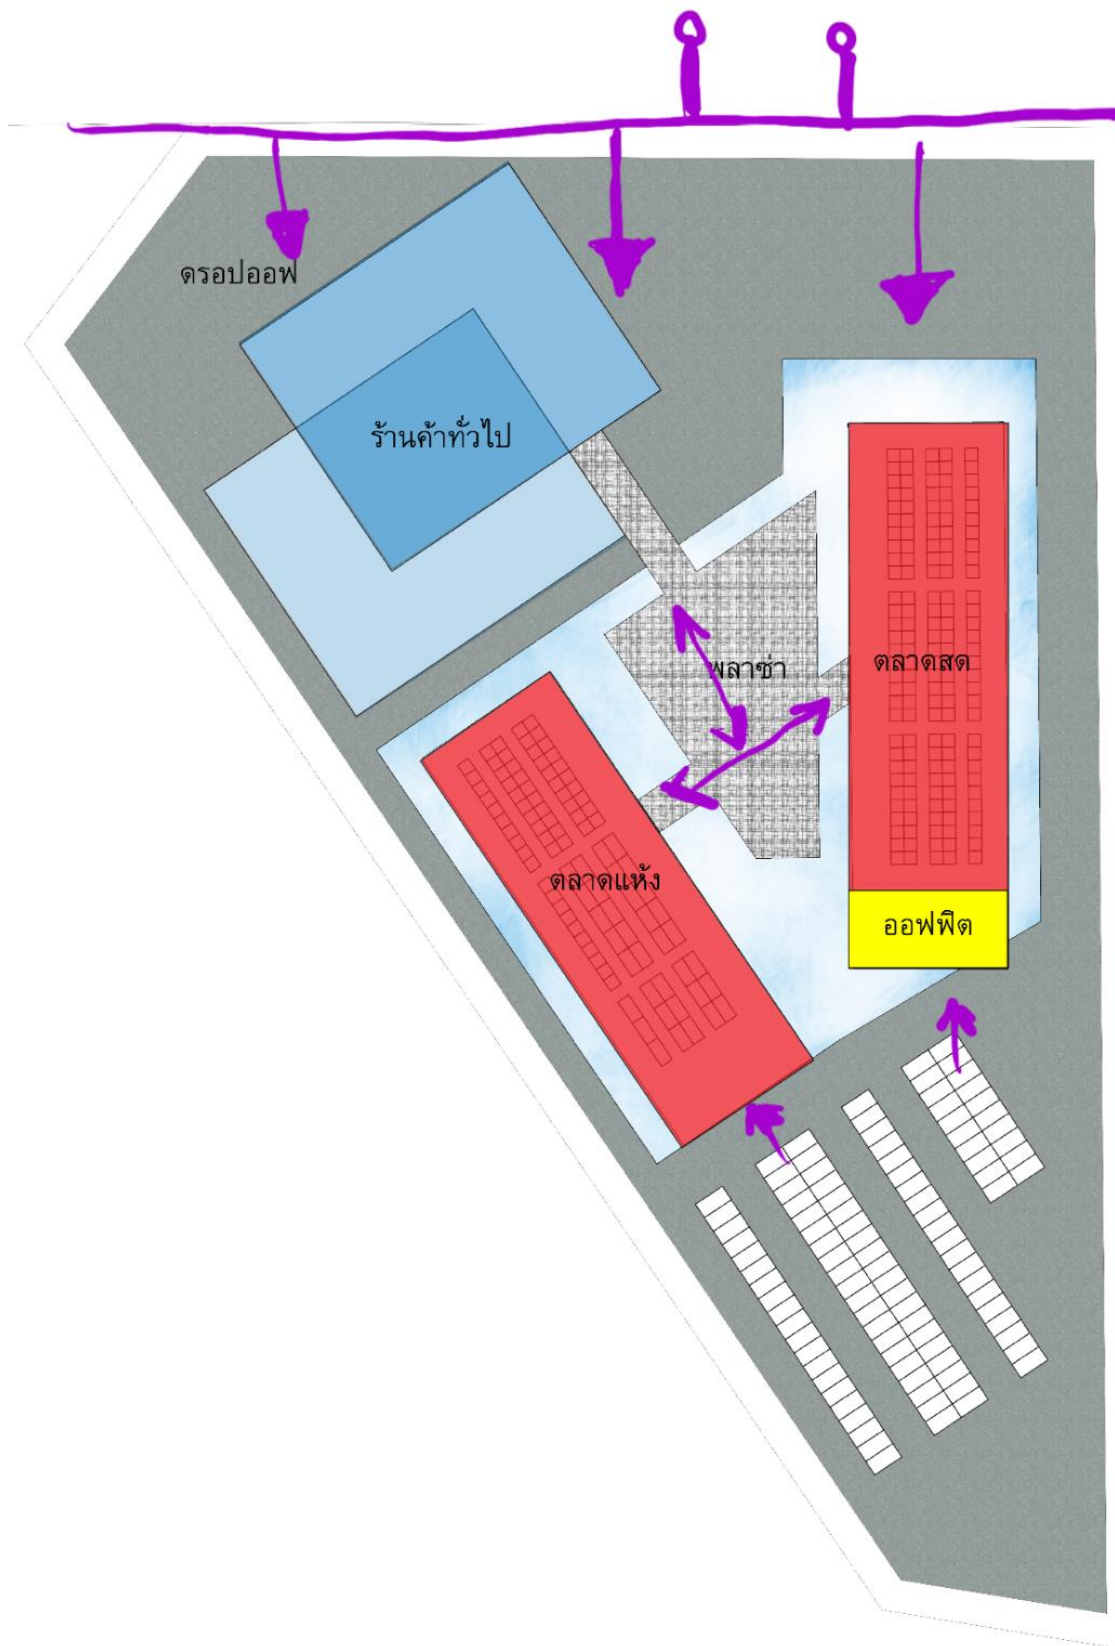 ดรอปออฟ
ร้านค้าทั่วไป
พลาซ่า
ตลาดสด
ตลาดแห้ง
ออฟฟิต